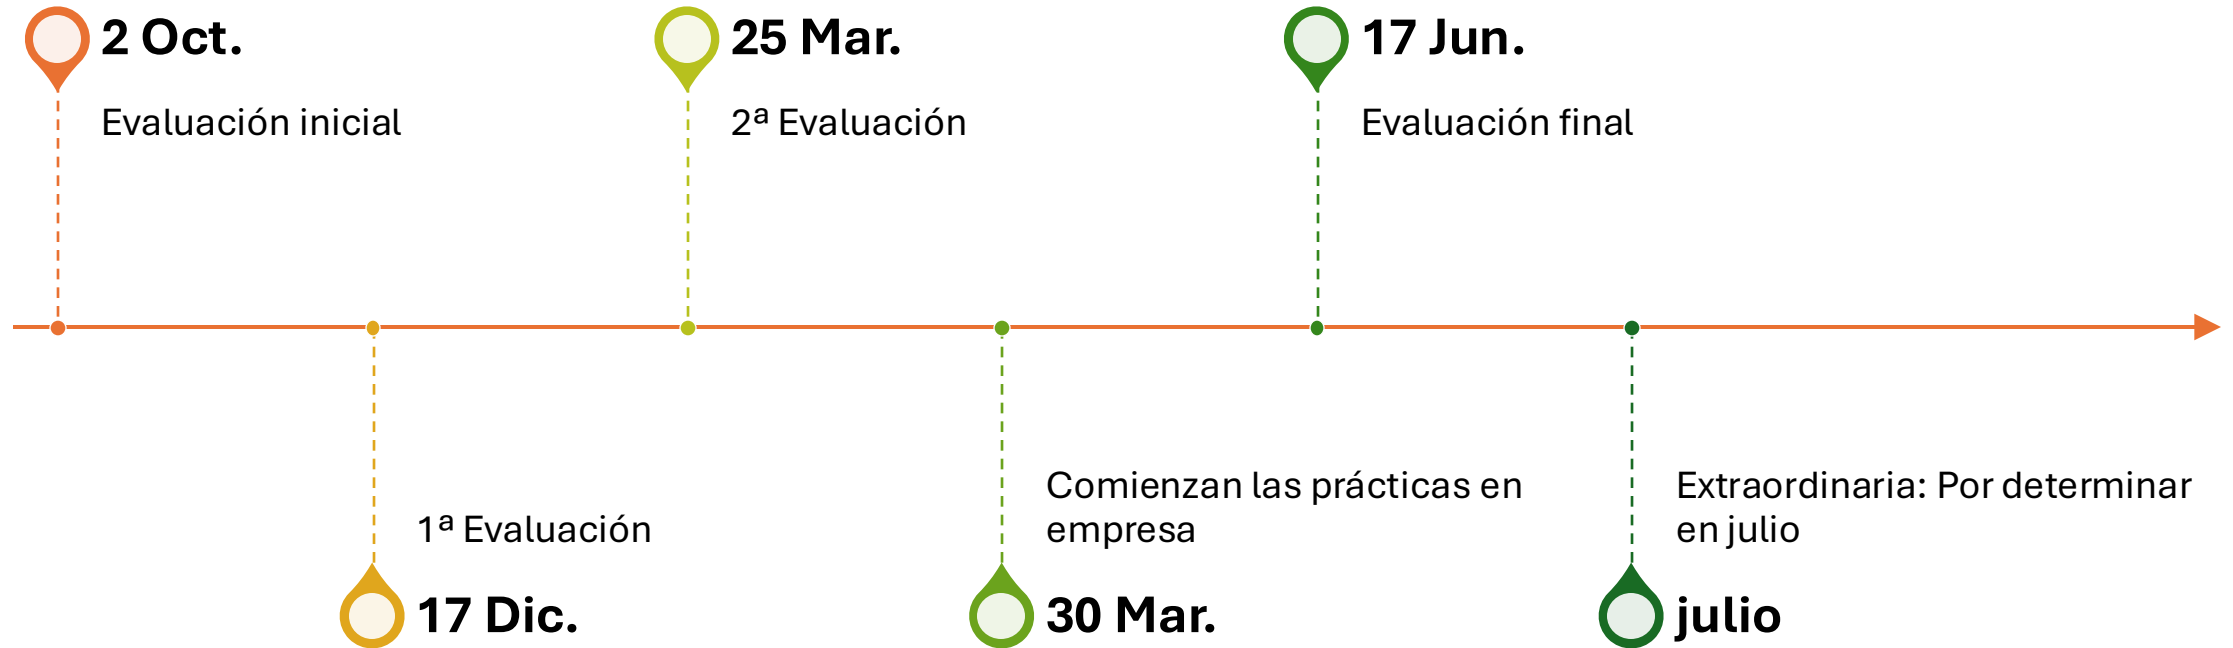 2 Oct.
Evaluación inicial
1ª Evaluación
17 Dic.
25 Mar.
2ª Evaluación
Comienzan las prácticas en
empresa
30 Mar.
17 Jun.
Evaluación final
Extraordinaria: Por determinar
en julio
julio